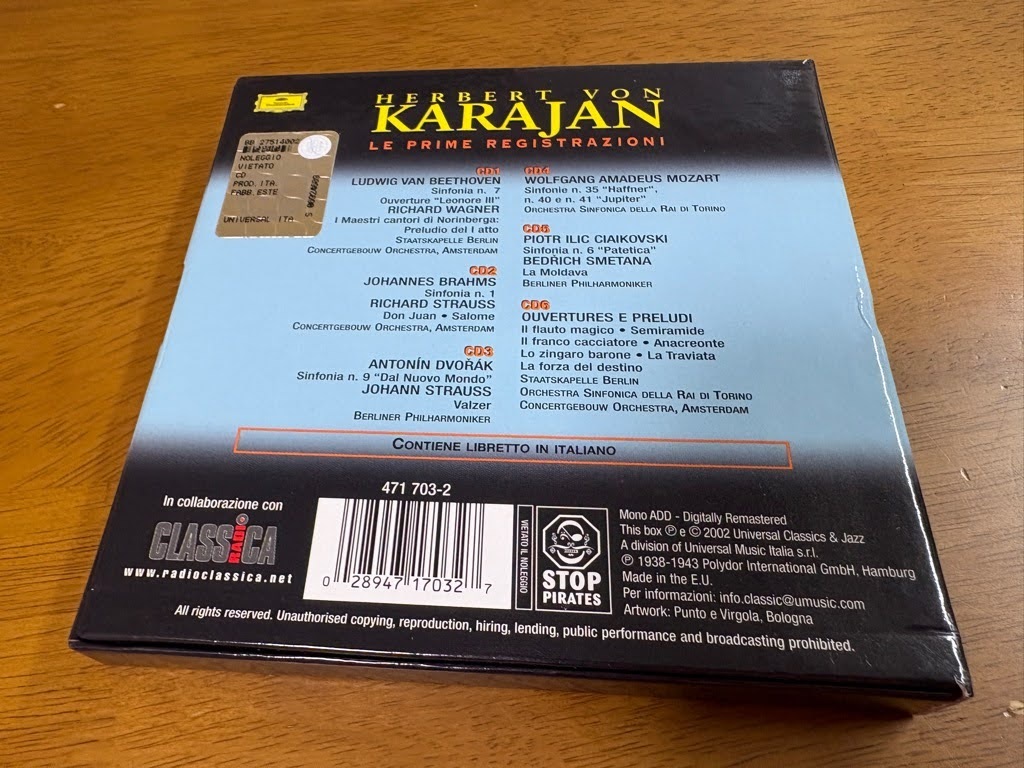 HERBERT VON
KARAJAN
LE PRIME REGISTRAZIONI
NOLEGGIO
VIETATO
CD
PROD. ITA.
FABB. ESTE
UNIVERSAL ITA
CD1
LUDWIG VAN BEETHOVEN
Sinfonia n. 7
Ouverture "Leonore III"
RICHARD WAGNER
I Maestri cantori di Norinberga:
Preludio del I atto
STAATSKAPELLE BERLIN
CONCERTGEBOUW ORCHESTRA, AMSTERDAM
CD2
JOHANNES BRAHMS
Sinfonia n. 1
RICHARD STRAUSS
Don Juan • Salome
CONCERTGEBOUW ORCHESTRA, AMSTERDAM
CD3
ANTONÍN DVOŘÁK
Sinfonia n. 9 "Dal Nuovo Mondo"
JOHANN STRAUSS
Valzer
BERLINER PHILHARMONIKER
CD4
WOLFGANG AMADEUS MOZART
Sinfonie n. 35 "Haffner",
n. 40 e n. 41 "Jupiter"
ORCHESTRA SINFONICA DELLA RAI DI TORINO
CD5
PIOTR ILIC CIAIKOVSKI
Sinfonia n. 6 "Patetica"
BEDŘICH SMETANA
La Moldava
BERLINER PHILHARMONIKER
CD6
OUVERTURES E PRELUDI
Il flauto magico • Semiramide
Il franco cacciatore • Anacreonte
Lo zingaro barone • La Traviata
La forza del destino
STAATSKAPELLE BERLIN
ORCHESTRA SINFONICA DELLA RAI DI TORINO
CONCERTGEBOUW ORCHESTRA, AMSTERDAM
CONTIENE LIBRETTO IN ITALIANO
In collaborazione con
CLASSICA
RADIO
www.radioclassica.net
471 703-2
0 28947 17032 7
VIETATO IL NOLEGGIO
STOP
PIRATES
Mono ADD - Digitally Remastered
This box ℗ e © 2002 Universal Classics & Jazz
A division of Universal Music Italia s.r.l.
℗ 1938-1943 Polydor International GmbH, Hamburg
Made in the E.U.
Per informazioni: info.classic@umusic.com
Artwork: Punto e Virgola, Bologna
All rights reserved. Unauthorised copying, reproduction, hiring, lending, public performance and broadcasting prohibited.